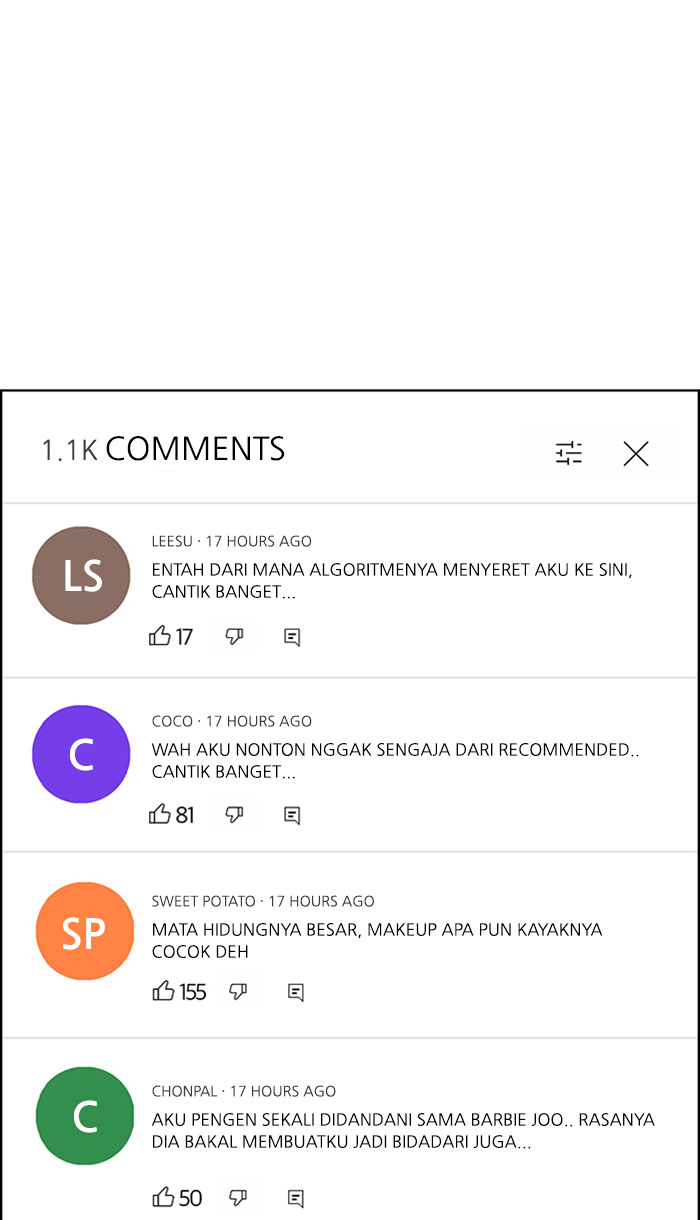 1.1K COMMENTS
LS
LEESU · 17 HOURS AGO
ENTAH DARI MANA ALGORITMENYA MENYERET AKU KE SINI,
CANTIK BANGET...
17
C
COCO · 17 HOURS AGO
WAH AKU NONTON NGGAK SENGAJA DARI RECOMMENDED..
CANTIK BANGET...
81
SP
SWEET POTATO · 17 HOURS AGO
MATA HIDUNGNYA BESAR, MAKEUP APA PUN KAYAKNYA
COCOK DEH
155
C
CHONPAL · 17 HOURS AGO
AKU PENGEN SEKALI DIDANDANI SAMA BARBIE JOO.. RASANYA
DIA BAKAL MEMBUATKU JADI BIDADARI JUGA...
50